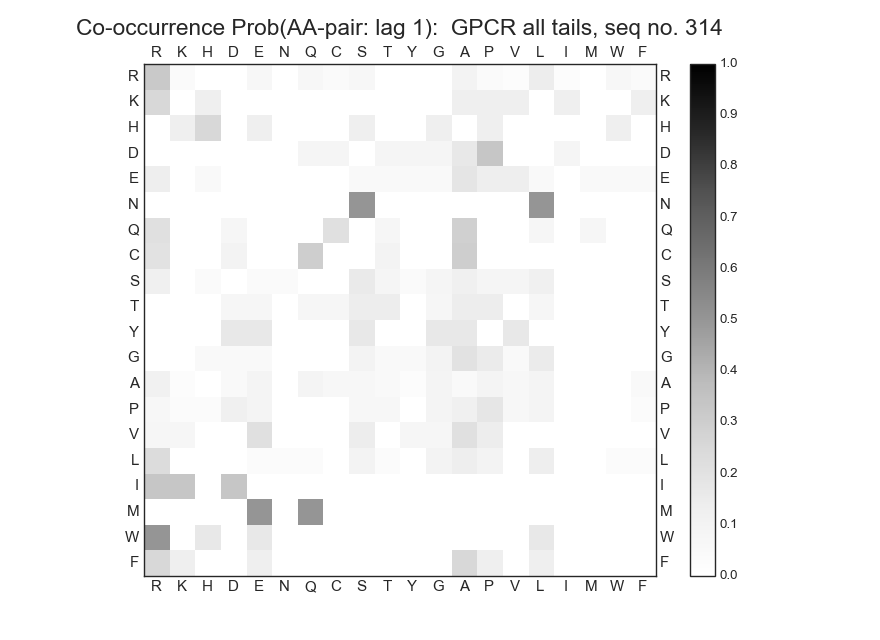 Co-occurrence Prob(AA-pair: lag 1):  GPCR all tails, seq no. 314
R K H D E N Q C S T Y G A P V L I M W F
1.0
R R
K K
0.9
H H
D D
0.8
E E
N N
0.7
Q Q
C C
0.6
S S
T T
0.5
Y Y
G G
0.4
A A
P P
0.3
V V
L L
0.2
I I
M M
0.1
W W
F F
0.0
R K H D E N Q C S T Y G A P V L I M W F